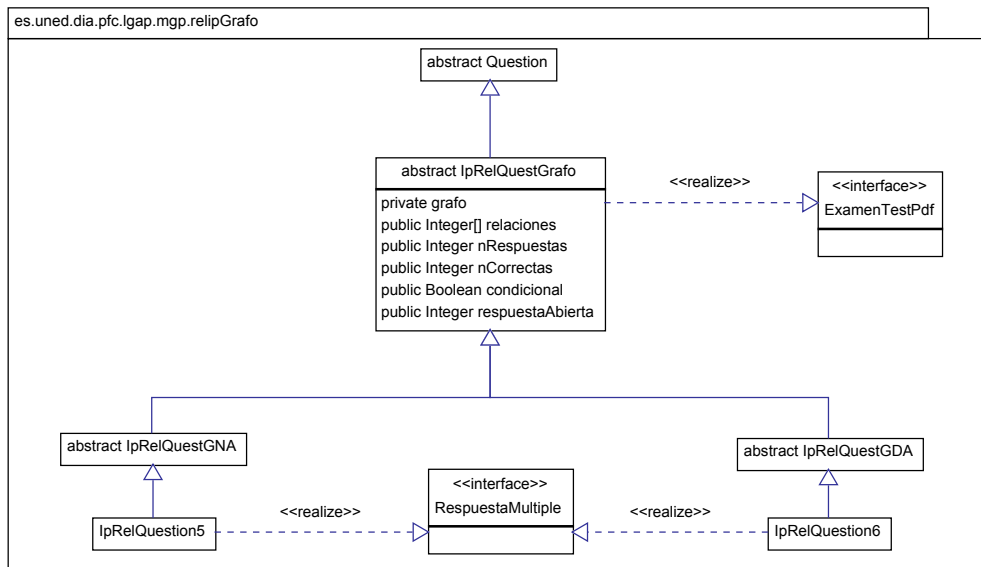 es.uned.dia.pfc.lgap.mgp.relipGrafo
abstract Question
abstract IpRelQuestGrafo
private grafo
public Integer[] relaciones
public Integer nRespuestas
public Integer nCorrectas
public Boolean condicional
public Integer respuestaAbierta
<<realize>>
<<interface>>
ExamenTestPdf
abstract IpRelQuestGNA
abstract IpRelQuestGDA
<<interface>>
RespuestaMultiple
IpRelQuestion5
<<realize>>
<<realize>>
IpRelQuestion6